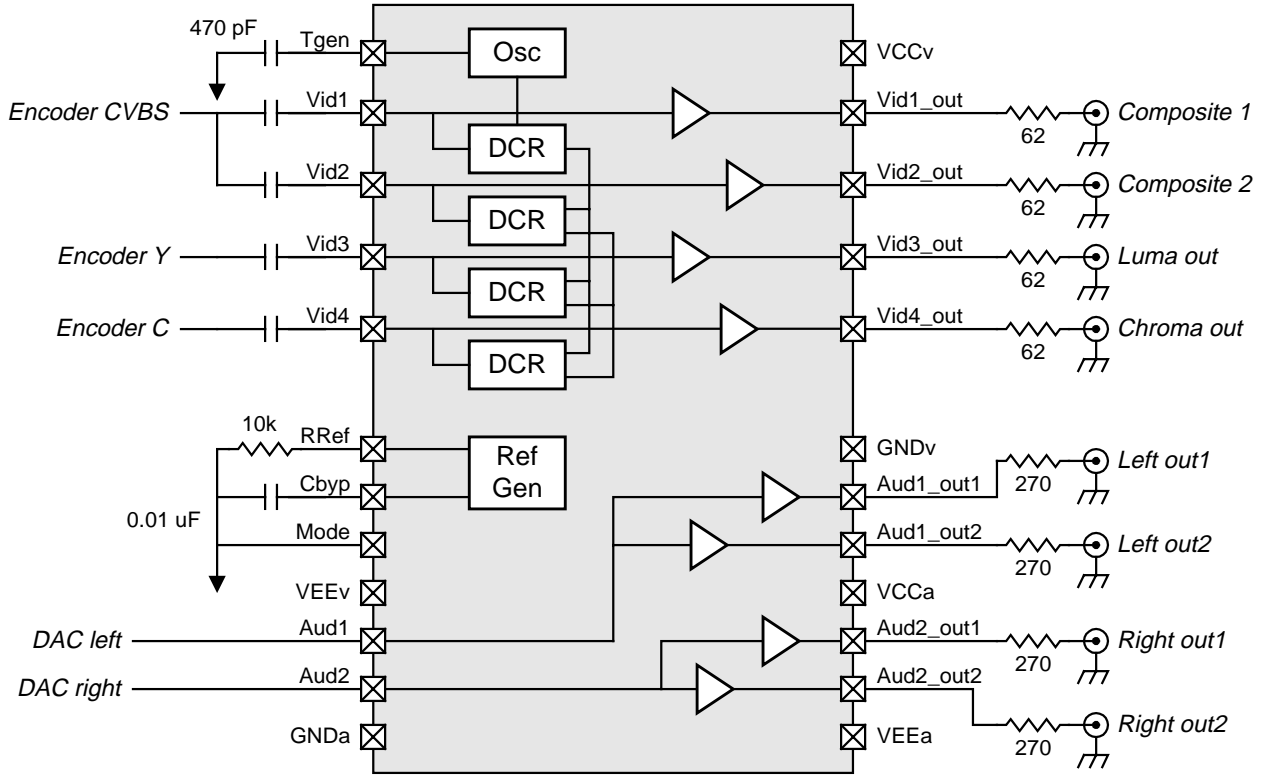 470 pF
Tgen
Osc
VCCv
Encoder CVBS
Vid1
Vid1_out
62
Composite 1
DCR
Vid2
Vid2_out
62
Composite 2
DCR
Encoder Y
Vid3
Vid3_out
62
Luma out
DCR
Encoder C
Vid4
Vid4_out
62
Chroma out
DCR
10k
RRef
Ref
Gen
GNDv
Left out1
270
Cbyp
Aud1_out1
0.01 uF
Mode
Aud1_out2
270
Left out2
VEEv
VCCa
DAC left
Aud1
Aud2_out1
270
Right out1
DAC right
Aud2
Aud2_out2
270
Right out2
GNDa
VEEa